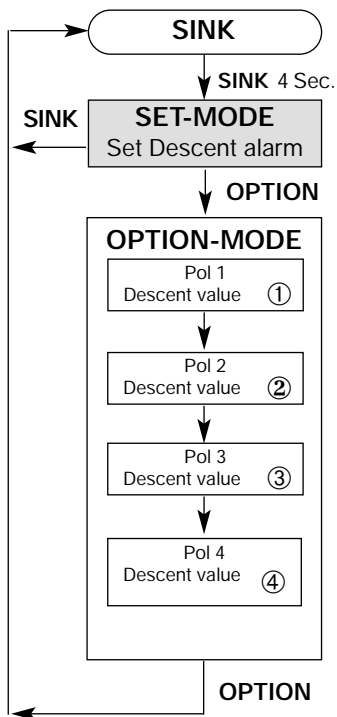 SINK
SINK 4 Sec.
SINK
SET-MODE
Set Descent alarm
OPTION
OPTION-MODE
Pol 1
Descent value ①
Pol 2
Descent value ②
Pol 3
Descent value ③
Pol 4
Descent value ④
OPTION